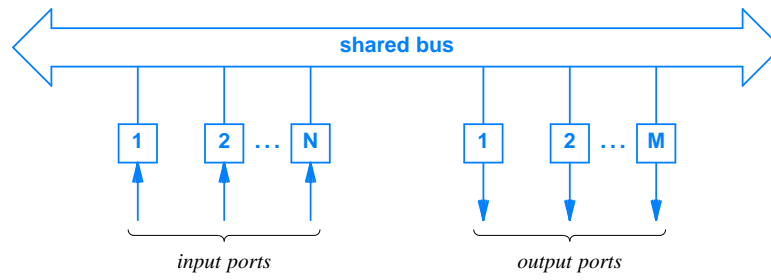 shared bus
1 2 . . . N 1 2 . . . M
input ports output ports